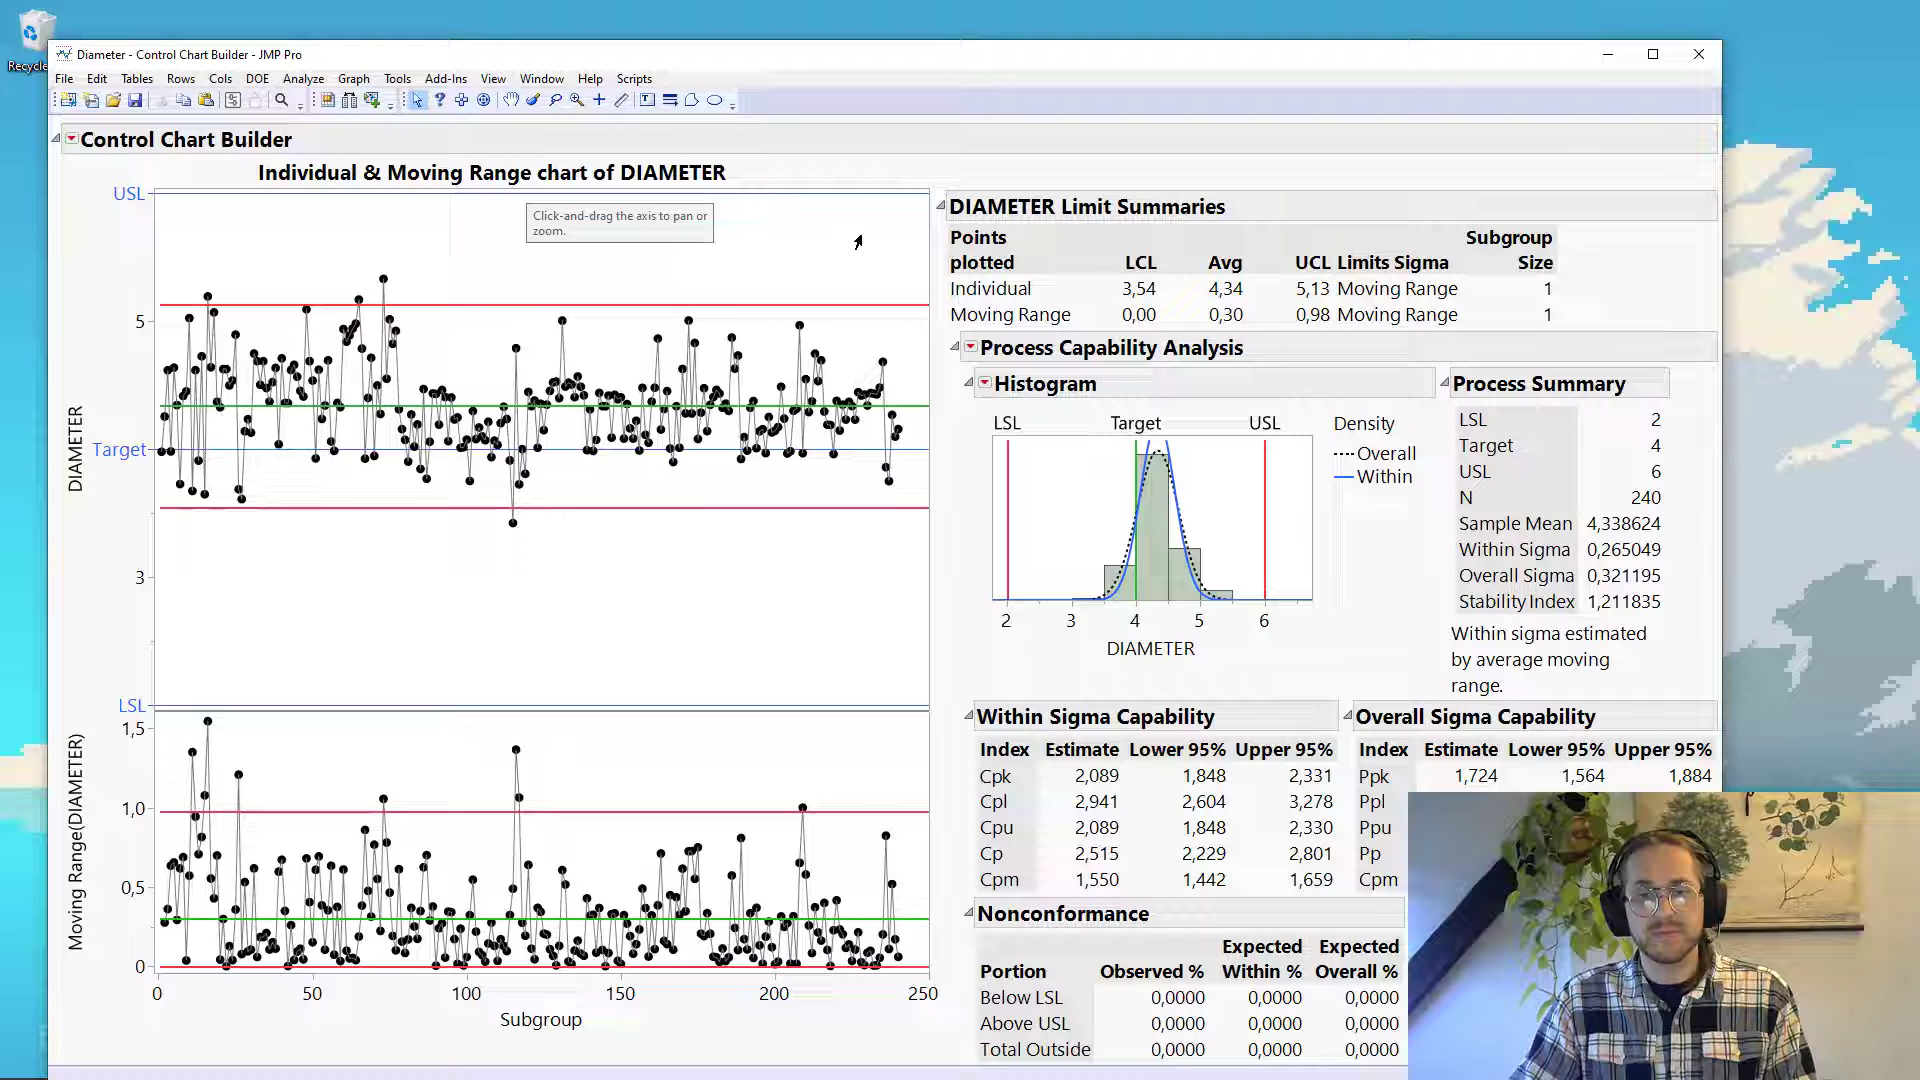 Recycle
Diameter - Control Chart Builder - JMP Pro
File Edit Tables Rows Cols DOE Analyze Graph Tools Add-Ins View Window Help Scripts
Control Chart Builder
Individual & Moving Range chart of DIAMETER
USL
Click-and-drag the axis to pan or
zoom.
5
Target
3
LSL
DIAMETER
1,5
1,0
0,5
0
Moving Range(DIAMETER)
0 50 100 150 200 250
Subgroup
DIAMETER Limit Summaries
Points Subgroup
plotted LCL Avg UCL Limits Sigma Size
Individual 3,54 4,34 5,13 Moving Range 1
Moving Range 0,00 0,30 0,98 Moving Range 1
Process Capability Analysis
Histogram
LSL Target USL
Density
Overall
Within
2 3 4 5 6
DIAMETER
Process Summary
LSL 2
Target 4
USL 6
N 240
Sample Mean 4,338624
Within Sigma 0,265049
Overall Sigma 0,321195
Stability Index 1,211835
Within sigma estimated
by average moving
range.
Within Sigma Capability
Index Estimate Lower 95% Upper 95%
Cpk 2,089 1,848 2,331
Cpl 2,941 2,604 3,278
Cpu 2,089 1,848 2,330
Cp 2,515 2,229 2,801
Cpm 1,550 1,442 1,659
Overall Sigma Capability
Index Estimate Lower 95% Upper 95%
Ppk 1,724 1,564 1,884
Ppl
Ppu
Pp
Cpm
Nonconformance
Expected Expected
Portion Observed % Within % Overall %
Below LSL 0,0000 0,0000 0,0000
Above USL 0,0000 0,0000 0,0000
Total Outside 0,0000 0,0000 0,0000